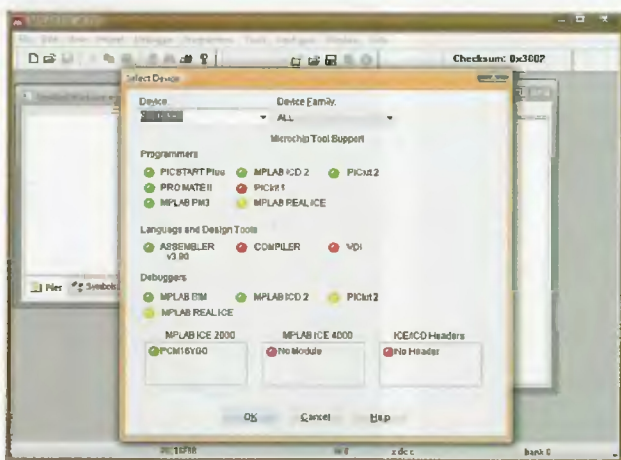 Checksum: 0x3002
Select Device
Device:
Device Family:
ALL
Microchip Tool Support
Programmers
PICSTART Plus
MPLAB ICD 2
PICkit 2
PRO MATE II
PICkit 1
MPLAB PM3
MPLAB REAL ICE
Language and Design Tools
ASSEMBLER
v3.90
COMPILER
VDI
Debuggers
MPLAB SIM
MPLAB ICD 2
PICkit 2
MPLAB REAL ICE
Files
Symbols
MPLAB ICE 2000
MPLAB ICE 4000
ICE/ICD Headers
PCM16YG0
No Module
No Header
OK
Cancel
Help
z dc c
bank 0